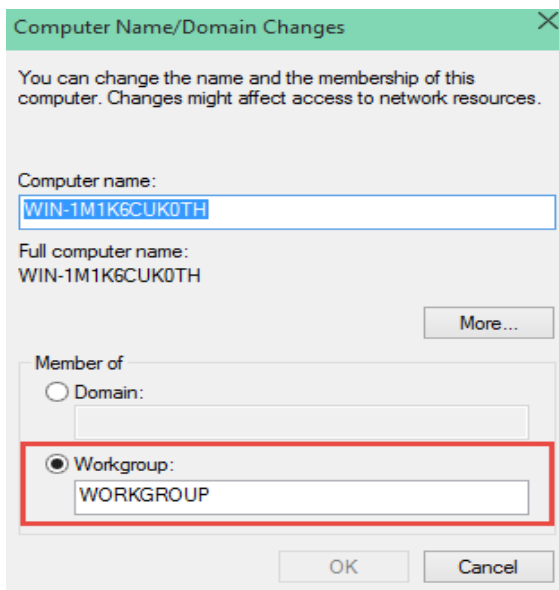 Computer Name/Domain Changes
You can change the name and the membership of this
computer. Changes might affect access to network resources.
Computer name:
WIN-1M1K6CUK0TH
Full computer name:
WIN-1M1K6CUK0TH
More...
Member of
Domain:
Workgroup:
WORKGROUP
OK
Cancel